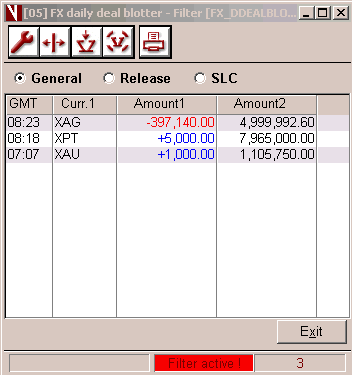 [05] FX daily deal blotter - Filter [FX_DDEALBLO...
General Release SLC
GMT Curr.1 Amount1 Amount2
08:23 XAG -397,140.00 4,999,992.60
08:18 XPT +5,000.00 7,965,000.00
07:07 XAU +1,000.00 1,105,750.00
Exit
Filter active ! 3